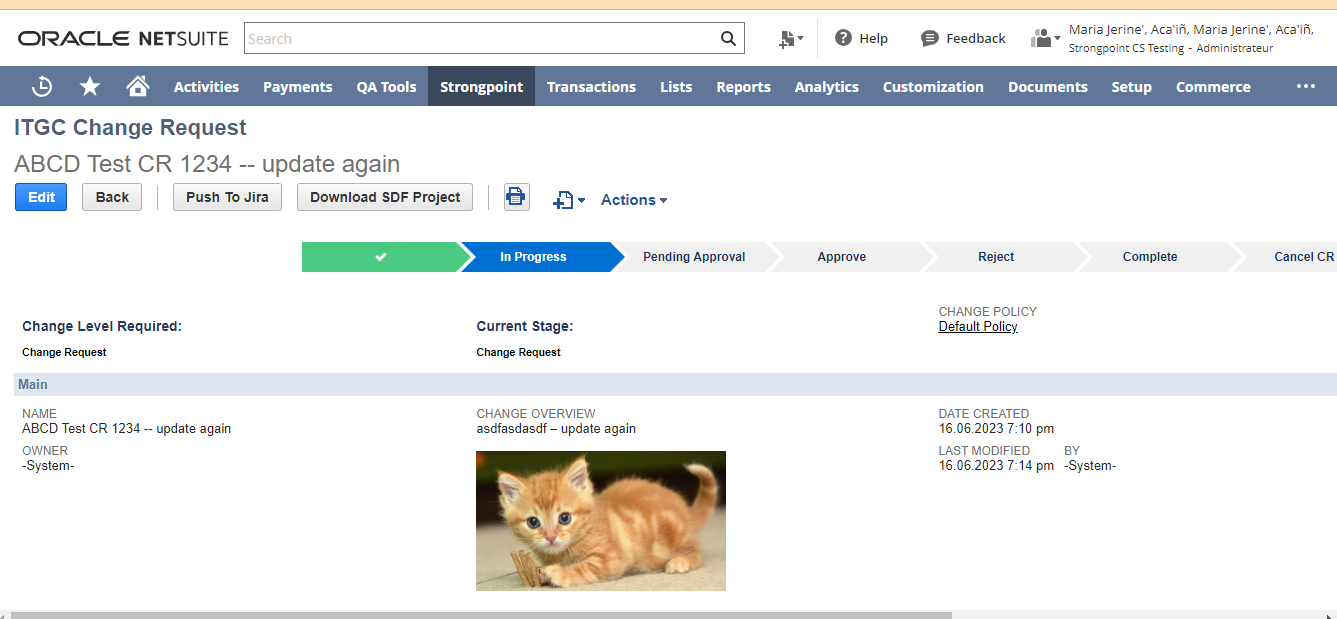 ORACLE NETSUITE
Search
Help
Feedback
Maria Jerine', Aca'iñ, Maria Jerine', Aca'iñ,
Strongpoint CS Testing - Administrateur
Activities Payments QA Tools Strongpoint Transactions Lists Reports Analytics Customization Documents Setup Commerce
ITGC Change Request
ABCD Test CR 1234 -- update again
Edit Back Push To Jira Download SDF Project Actions
In Progress Pending Approval Approve Reject Complete Cancel CR
Change Level Required:
Change Request
Current Stage:
Change Request
CHANGE POLICY
Default Policy
Main
NAME
ABCD Test CR 1234 -- update again
OWNER
-System-
CHANGE OVERVIEW
asdfasdasdf – update again
DATE CREATED
16.06.2023 7:10 pm
LAST MODIFIED BY
16.06.2023 7:14 pm -System-